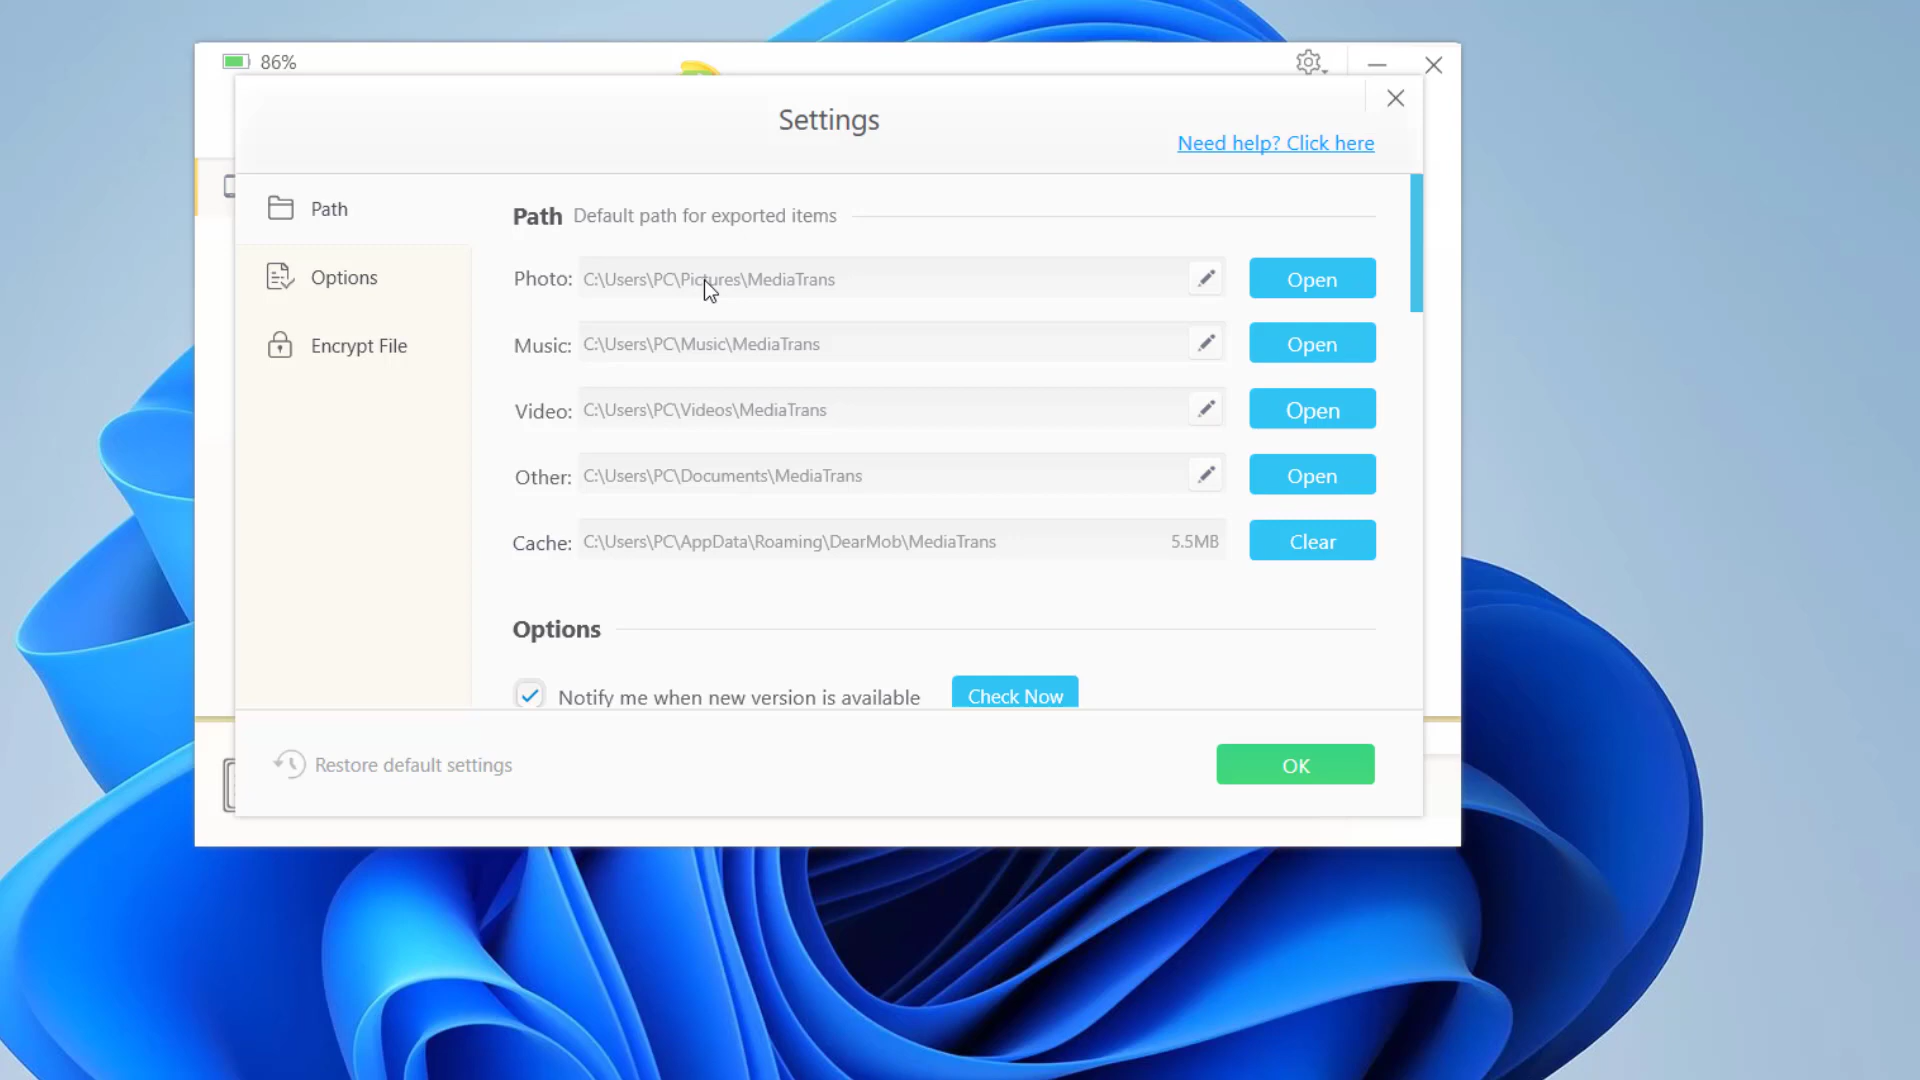 86%
Settings
Need help? Click here
Path
Options
Encrypt File
Path Default path for exported items
Photo: C:\Users\PC\Pictures\MediaTrans Open
Music: C:\Users\PC\Music\MediaTrans Open
Video: C:\Users\PC\Videos\MediaTrans Open
Other: C:\Users\PC\Documents\MediaTrans Open
Cache: C:\Users\PC\AppData\Roaming\DearMob\MediaTrans 5.5MB Clear
Options
Notify me when new version is available Check Now
Restore default settings
OK